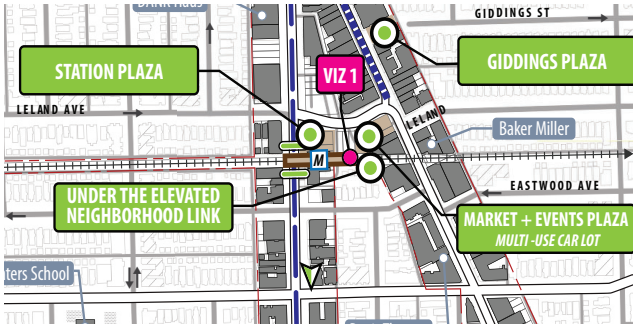 GIDDINGS ST
STATION PLAZA
VIZ 1
GIDDINGS PLAZA
LELAND AVE
LELAND
Baker Miller
M
EASTWOOD AVE
UNDER THE ELEVATED
NEIGHBORHOOD LINK
MARKET + EVENTS PLAZA
MULTI -USE CAR LOT
ters School